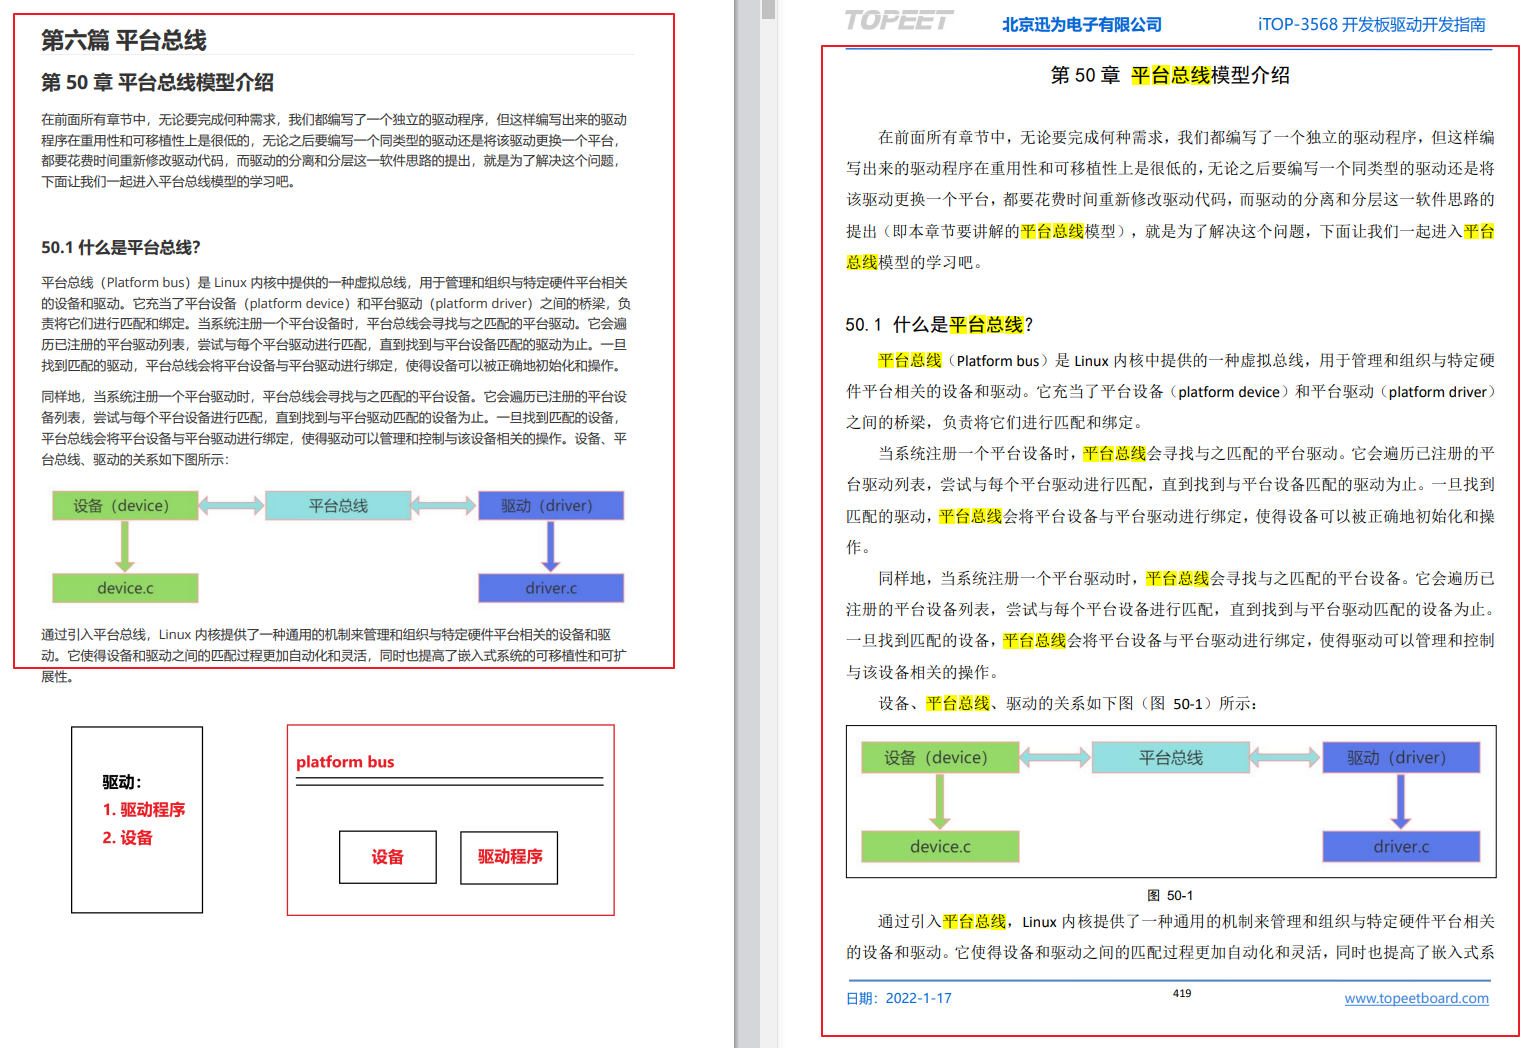 第六篇 平台总线
第 50 章 平台总线模型介绍
在前面所有章节中，无论要完成何种需求，我们都编写了一个独立的驱动程序，但这样编写出来的驱动
程序在重用性和可移植性上是很低的，无论之后要编写一个同类型的驱动还是将该驱动更换一个平台，
都要花费时间重新修改驱动代码，而驱动的分离和分层这一软件思路的提出，就是为了解决这个问题，
下面让我们一起进入平台总线模型的学习吧。
50.1 什么是平台总线？
平台总线（Platform bus）是 Linux 内核中提供的一种虚拟总线，用于管理和组织与特定硬件平台相关
的设备和驱动。它充当了平台设备（platform device）和平台驱动（platform driver）之间的桥梁，负
责将它们进行匹配和绑定。当系统注册一个平台设备时，平台总线会寻找与之匹配的平台驱动。它会遍
历已注册的平台驱动列表，尝试与每个平台驱动进行匹配，直到找到与平台设备匹配的驱动为止。一旦
找到匹配的驱动，平台总线会将平台设备与平台驱动进行绑定，使得设备可以被正确地初始化和操作。
同样地，当系统注册一个平台驱动时，平台总线会寻找与之匹配的平台设备。它会遍历已注册的平台设
备列表，尝试与每个平台设备进行匹配，直到找到与平台驱动匹配的设备为止。一旦找到匹配的设备，
平台总线会将平台设备与平台驱动进行绑定，使得驱动可以管理和控制与该设备相关的操作。设备、平
台总线、驱动的关系如下图所示：
设备（device）
平台总线
驱动（driver）
device.c
driver.c
通过引入平台总线，Linux 内核提供了一种通用的机制来管理和组织与特定硬件平台相关的设备和驱
动。它使得设备和驱动之间的匹配过程更加自动化和灵活，同时也提高了嵌入式系统的可移植性和可扩
展性。
驱动：
1. 驱动程序
2. 设备
platform bus
设备
驱动程序
TOPEET
北京迅为电子有限公司
iTOP-3568 开发板驱动开发指南
第 50 章 平台总线模型介绍
在前面所有章节中，无论要完成何种需求，我们都编写了一个独立的驱动程序，但这样编
写出来的驱动程序在重用性和可移植性上是很低的，无论之后要编写一个同类型的驱动还是将
该驱动更换一个平台，都要花费时间重新修改驱动代码，而驱动的分离和分层这一软件思路的
提出（即本章节要讲解的平台总线模型），就是为了解决这个问题，下面让我们一起进入平台
总线模型的学习吧。
50.1 什么是平台总线？
平台总线（Platform bus）是 Linux 内核中提供的一种虚拟总线，用于管理和组织与特定硬
件平台相关的设备和驱动。它充当了平台设备（platform device）和平台驱动（platform driver）
之间的桥梁，负责将它们进行匹配和绑定。
当系统注册一个平台设备时，平台总线会寻找与之匹配的平台驱动。它会遍历已注册的平
台驱动列表，尝试与每个平台驱动进行匹配，直到找到与平台设备匹配的驱动为止。一旦找到
匹配的驱动，平台总线会将平台设备与平台驱动进行绑定，使得设备可以被正确地初始化和操
作。
同样地，当系统注册一个平台驱动时，平台总线会寻找与之匹配的平台设备。它会遍历已
注册的平台设备列表，尝试与每个平台设备进行匹配，直到找到与平台驱动匹配的设备为止。
一旦找到匹配的设备，平台总线会将平台设备与平台驱动进行绑定，使得驱动可以管理和控制
与该设备相关的操作。
设备、平台总线、驱动的关系如下图（图 50-1）所示：
设备（device）
平台总线
驱动（driver）
device.c
driver.c
图 50-1
通过引入平台总线，Linux 内核提供了一种通用的机制来管理和组织与特定硬件平台相关
的设备和驱动。它使得设备和驱动之间的匹配过程更加自动化和灵活，同时也提高了嵌入式系
日期：2022-1-17
419
www.topeetboard.com